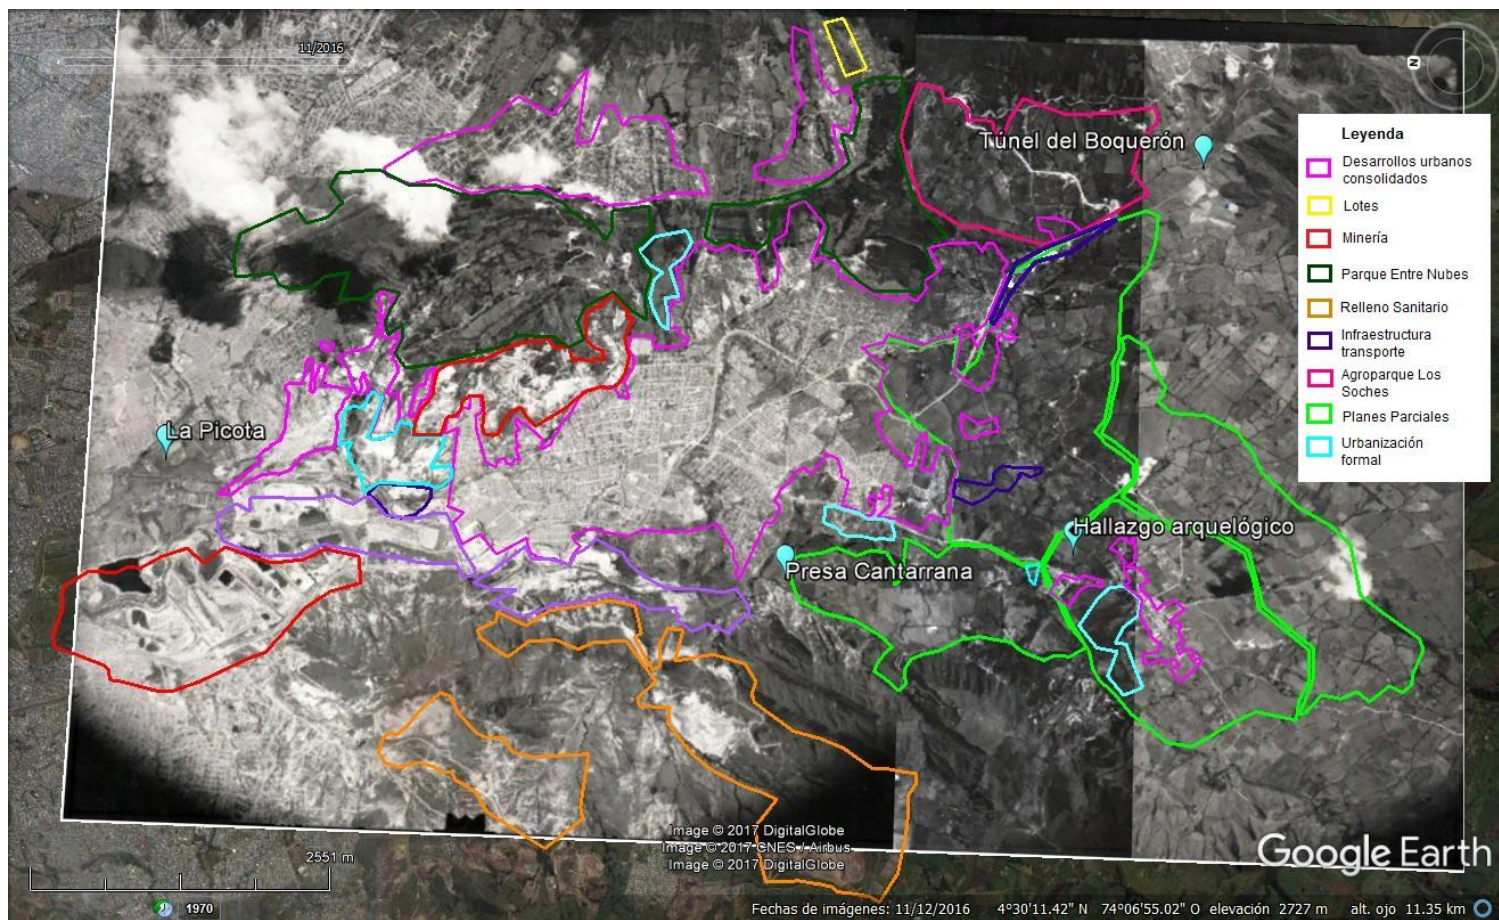 11/2016
N
Túnel del Boquerón
Leyenda
Desarrollos urbanos
consolidados
Lotes
Minería
Parque Entre Nubes
Relleno Sanitario
Infraestructura
transporte
Agroparque Los
Soches
Planes Parciales
Urbanización
formal
La Picota
Hallazgo arquelógico
Presa Cantarrana
Image © 2017 DigitalGlobe
Image © 2017 CNES / Airbus
Image © 2017 DigitalGlobe
Google Earth
2551 m
1970
Fechas de imágenes: 11/12/2016 4°30'11.42" N 74°06'55.02" O elevación 2727 m alt. ojo 11.35 km